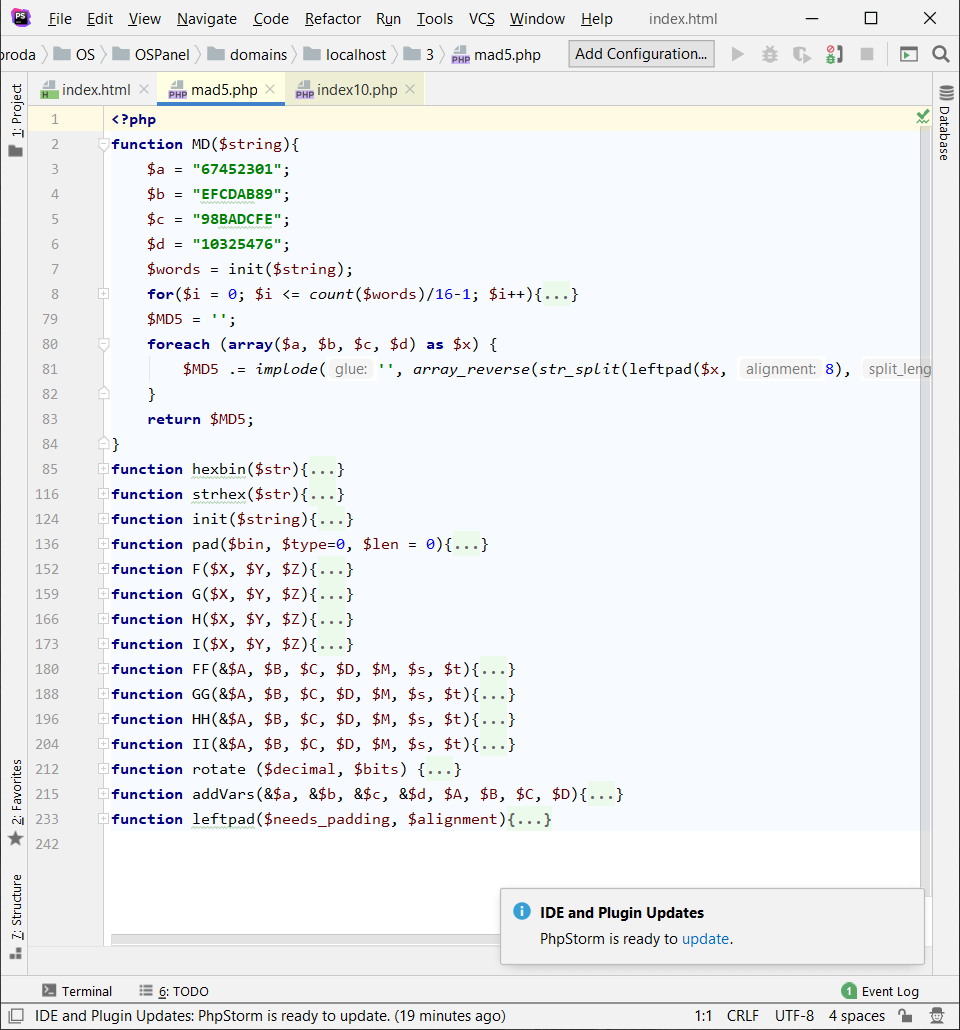 PS File Edit View Navigate Code Refactor Run Tools VCS Window Help index.html
oroda OS OSPanel domains localhost 3 mad5.php Add Configuration...
index.html mad5.php index10.php
1: Project
Database
1 <?php
2 function MD($string){
3 $a = "67452301";
4 $b = "EFCDAB89";
5 $c = "98BADCFE";
6 $d = "10325476";
7 $words = init($string);
8 for($i = 0; $i <= count($words)/16-1; $i++){...}
79 $MD5 = '';
80 foreach (array($a, $b, $c, $d) as $x) {
81 $MD5 .= implode( glue: '', array_reverse(str_split(leftpad($x, alignment: 8), split_leng
82 }
83 return $MD5;
84 }
85 function hexbin($str){...}
116 function strhex($str){...}
124 function init($string){...}
136 function pad($bin, $type=0, $len = 0){...}
152 function F($X, $Y, $Z){...}
159 function G($X, $Y, $Z){...}
166 function H($X, $Y, $Z){...}
173 function I($X, $Y, $Z){...}
180 function FF(&$A, $B, $C, $D, $M, $s, $t){...}
188 function GG(&$A, $B, $C, $D, $M, $s, $t){...}
196 function HH(&$A, $B, $C, $D, $M, $s, $t){...}
204 function II(&$A, $B, $C, $D, $M, $s, $t){...}
212 function rotate ($decimal, $bits) {...}
215 function addVars(&$a, &$b, &$c, &$d, $A, $B, $C, $D){...}
233 function leftpad($needs_padding, $alignment){...}
242
2: Favorites
7: Structure
IDE and Plugin Updates
PhpStorm is ready to update.
Terminal 6: TODO 1 Event Log
IDE and Plugin Updates: PhpStorm is ready to update. (19 minutes ago) 1:1 CRLF UTF-8 4 spaces